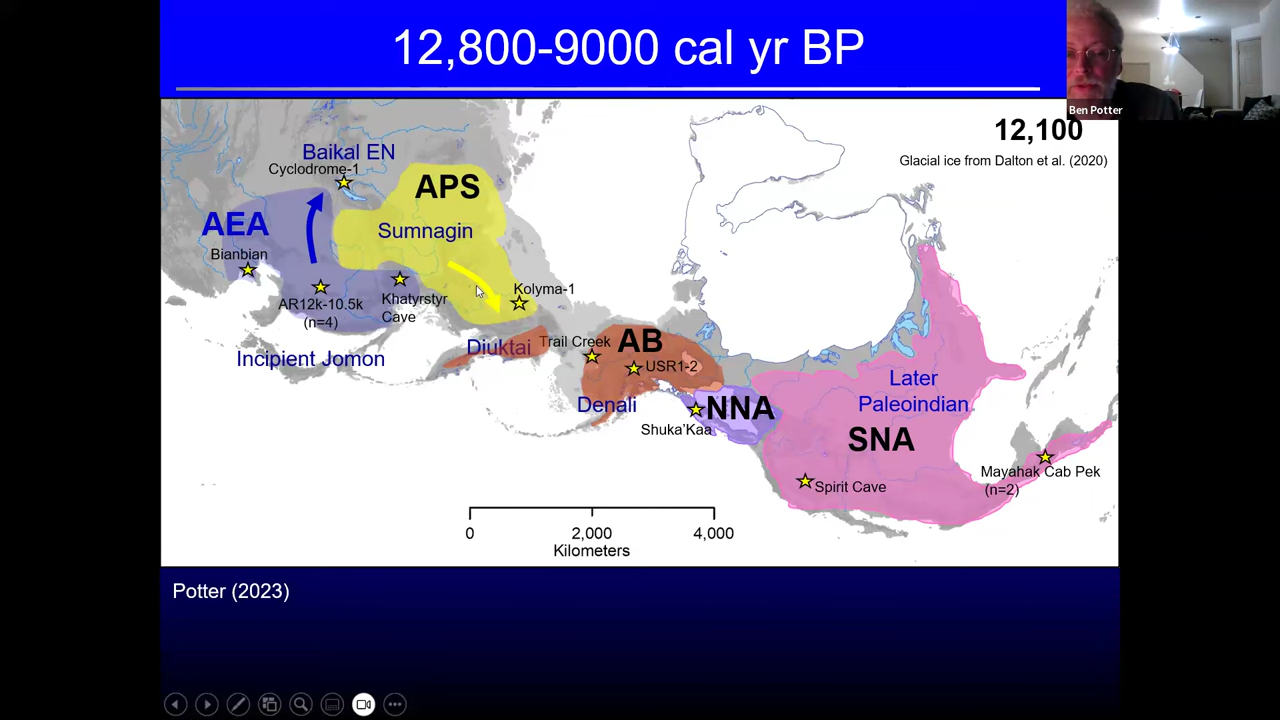 12,800-9000 cal yr BP
Ben Potter
12,100
Glacial ice from Dalton et al. (2020)
Baikal EN
Cyclodrome-1
APS
AEA
Sumnagin
Bianbian
Kolyma-1
AR12k-10.5k
(n=4)
Khatyrstyr
Cave
Incipient Jomon
Diuktai
Trail Creek
AB
USR1-2
Denali
NNA
Shuka'Kaa
Later
Paleoindian
SNA
Mayahak Cab Pek
(n=2)
Spirit Cave
0
2,000
4,000
Kilometers
Potter (2023)